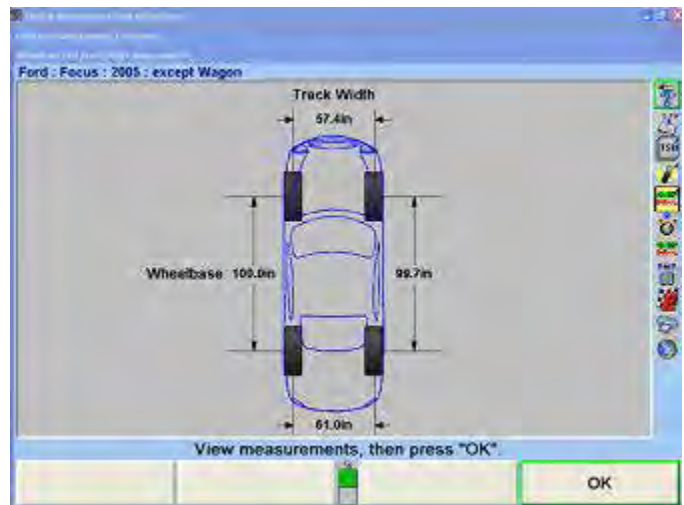 Ford : Focus : 2005 : except Wagon
Track Width
57.4in
Wheelbase 100.0in
99.7in
61.0in
View measurements, then press "OK".
OK